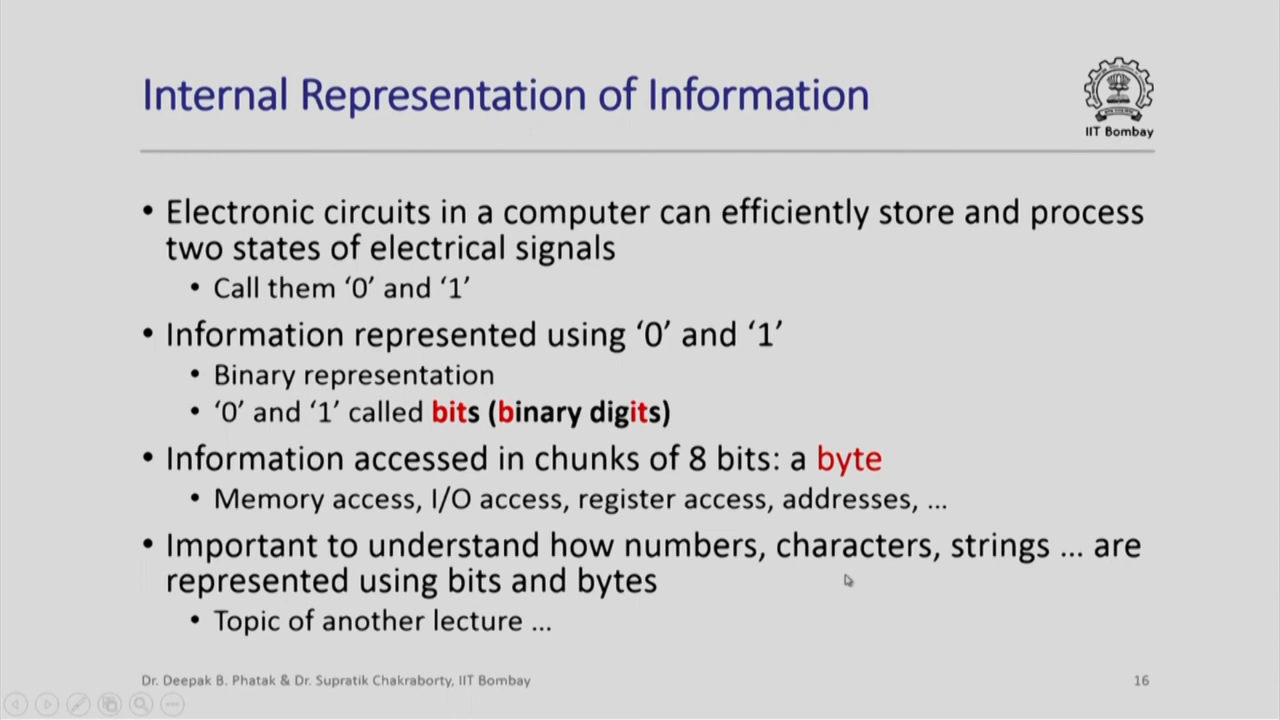 Internal Representation of Information
IIT Bombay
• Electronic circuits in a computer can efficiently store and process
two states of electrical signals
• Call them ‘0’ and ‘1’
• Information represented using ‘0’ and ‘1’
• Binary representation
• ‘0’ and ‘1’ called bits (binary digits)
• Information accessed in chunks of 8 bits: a byte
• Memory access, I/O access, register access, addresses, ...
• Important to understand how numbers, characters, strings ... are
represented using bits and bytes
• Topic of another lecture ...
Dr. Deepak B. Phatak & Dr. Supratik Chakraborty, IIT Bombay
16